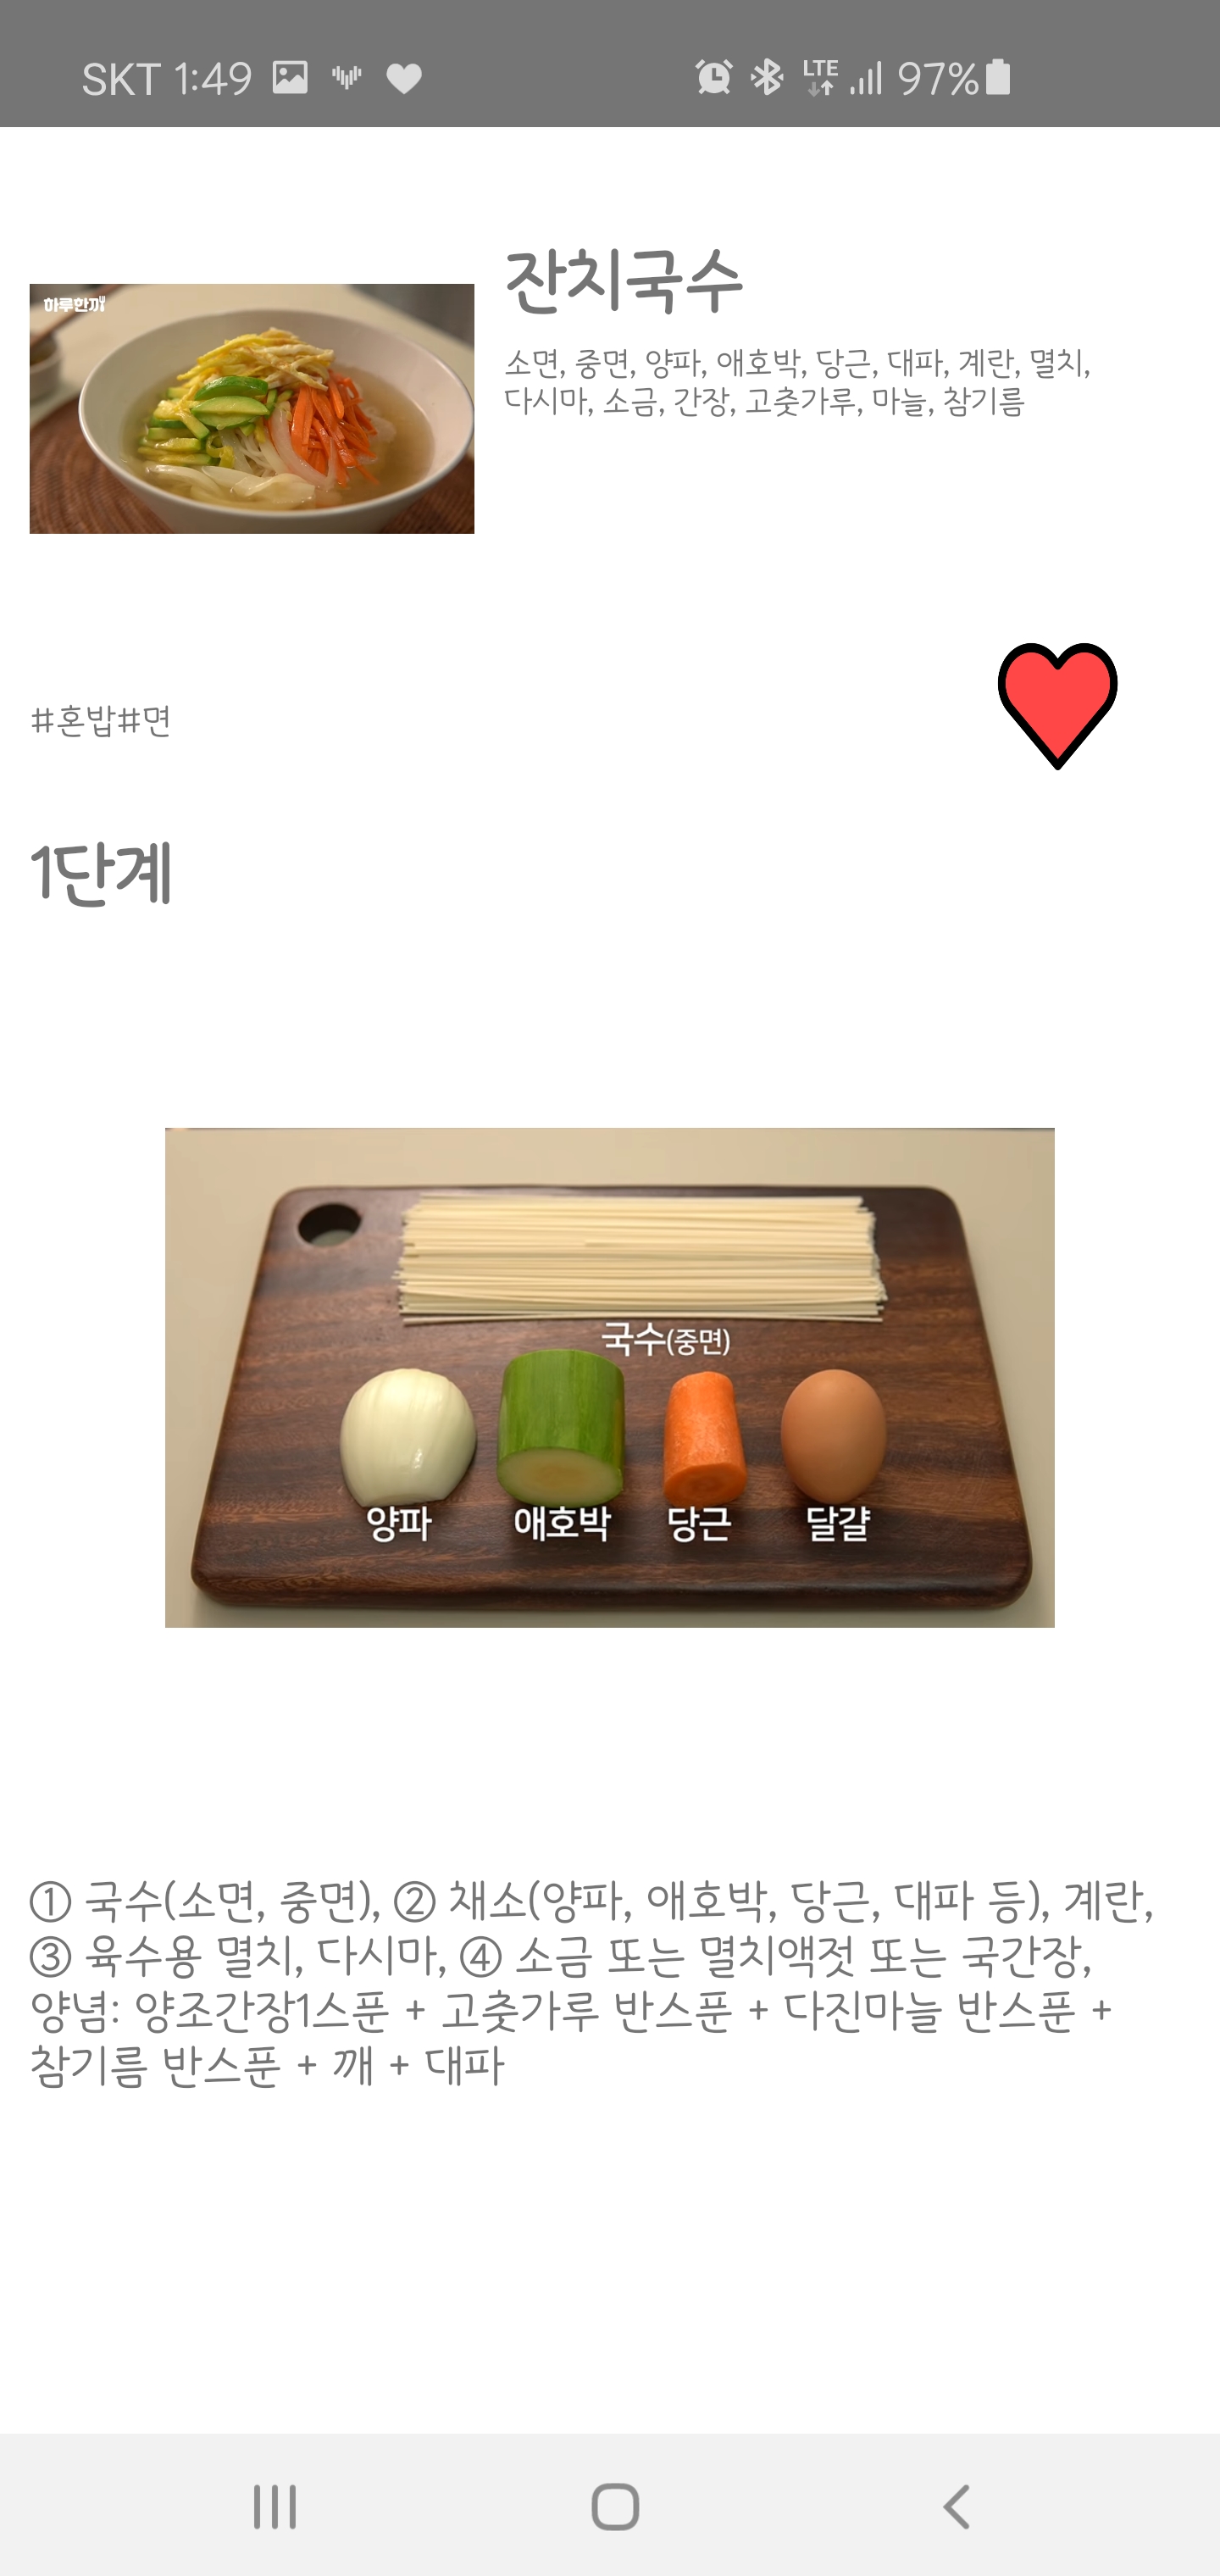 SKT 1:49
LTE
97%
하루한끼
잔치국수
소면, 중면, 양파, 애호박, 당근, 대파, 계란, 멸치,
다시마, 소금, 간장, 고춧가루, 마늘, 참기름
#혼밥#면
1단계
국수(중면)
양파 애호박 당근 달걀
① 국수(소면, 중면), ② 채소(양파, 애호박, 당근, 대파 등), 계란,
③ 육수용 멸치, 다시마, ④ 소금 또는 멸치액젓 또는 국간장,
양념: 양조간장1스푼 + 고춧가루 반스푼 + 다진마늘 반스푼 +
참기름 반스푼 + 깨 + 대파